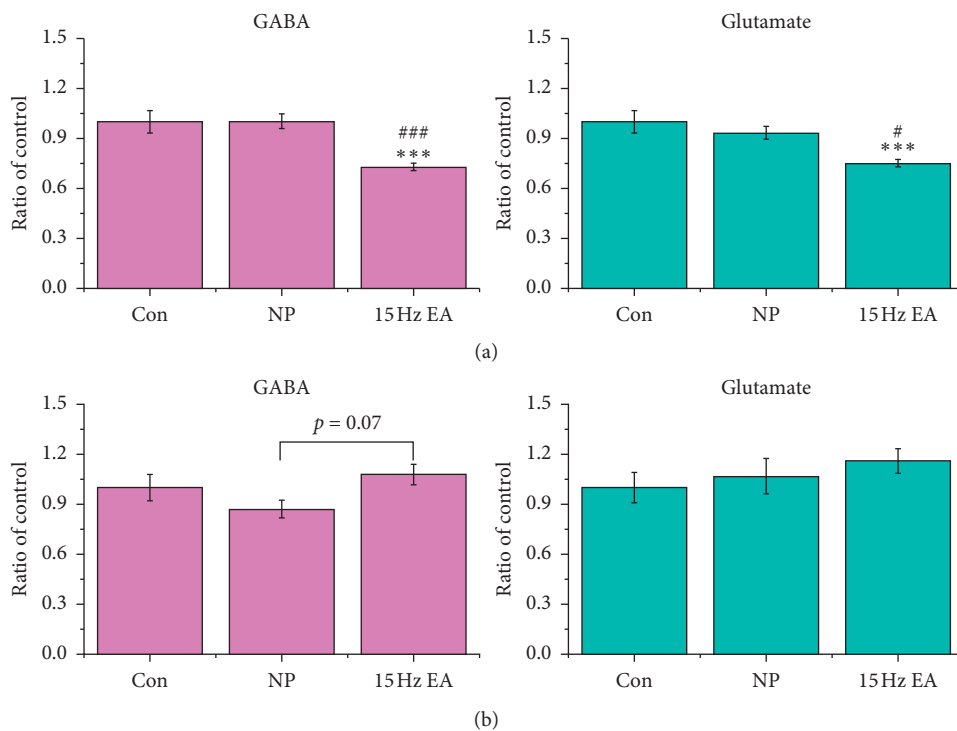 GABA
Ratio of control
1.5
1.2
0.9
0.6
0.3
0.0
###
***
Con NP 15 Hz EA
Glutamate
Ratio of control
1.5
1.2
0.9
0.6
0.3
0.0
#
***
Con NP 15 Hz EA
(a)
GABA
Ratio of control
1.5
1.2
0.9
0.6
0.3
0.0
p = 0.07
Con NP 15 Hz EA
Glutamate
Ratio of control
1.5
1.2
0.9
0.6
0.3
0.0
Con NP 15 Hz EA
(b)